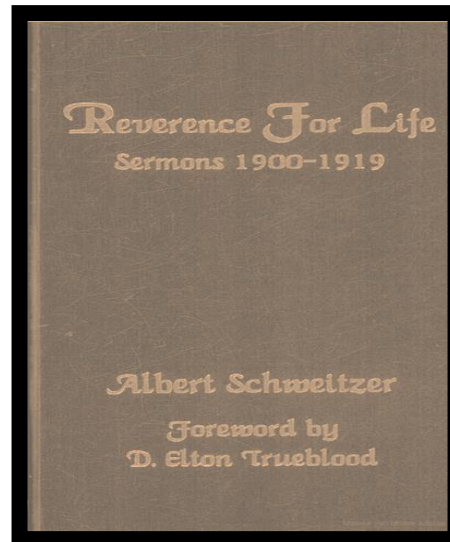 Reverence For Life
Sermons 1900-1919
Albert Schweitzer
Foreword by
D. Elton Trueblood